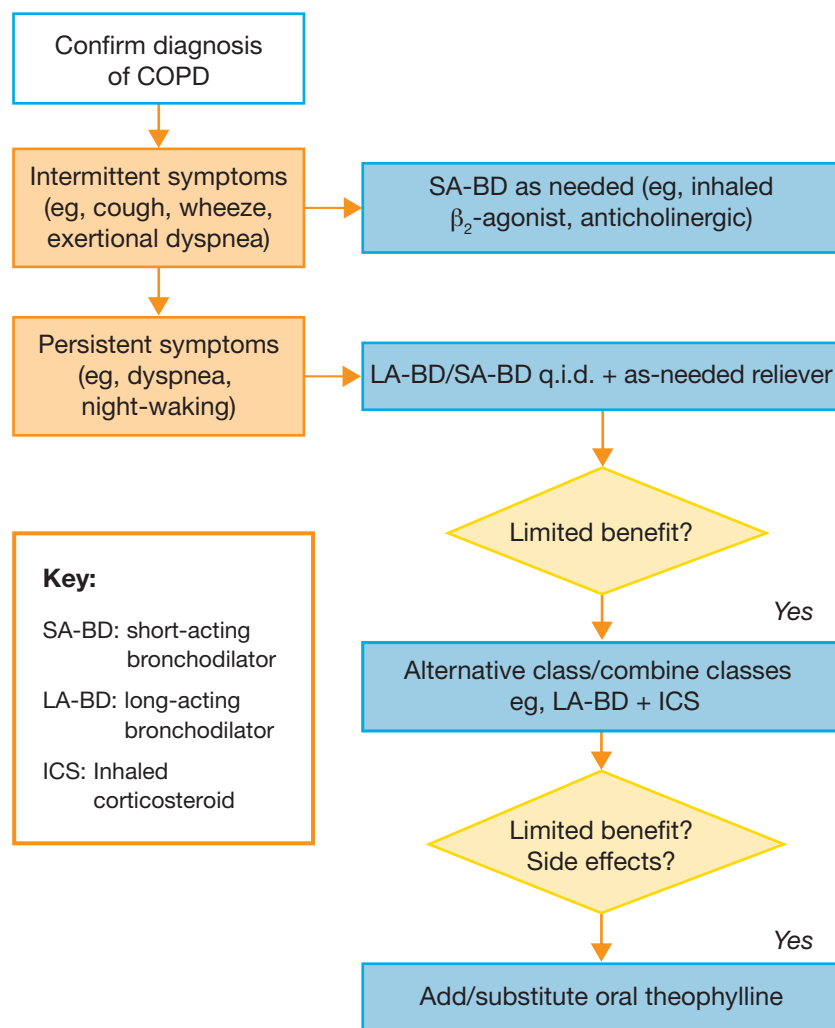 Confirm diagnosis
of COPD
Intermittent symptoms
(eg, cough, wheeze,
exertional dyspnea)
SA-BD as needed (eg, inhaled
β₂-agonist, anticholinergic)
Persistent symptoms
(eg, dyspnea,
night-waking)
LA-BD/SA-BD q.i.d. + as-needed reliever
Limited benefit?
Yes
Key:
SA-BD: short-acting
bronchodilator
LA-BD: long-acting
bronchodilator
ICS: Inhaled
corticosteroid
Alternative class/combine classes
eg, LA-BD + ICS
Limited benefit?
Side effects?
Yes
Add/substitute oral theophylline